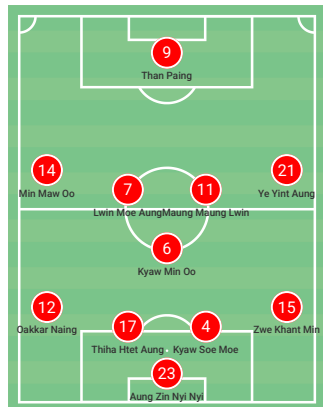 9
Than Paing
14
7
11
21
Min Maw Oo
Ye Yint Aung
Lwin Moe Aung
Maung Maung Lwin
6
Kyaw Min Oo
12
15
17
4
Oakkar Naing
Zwe Khant Min
Thiha Htet Aung
Kyaw Soe Moe
23
Aung Zin Nyi Nyi